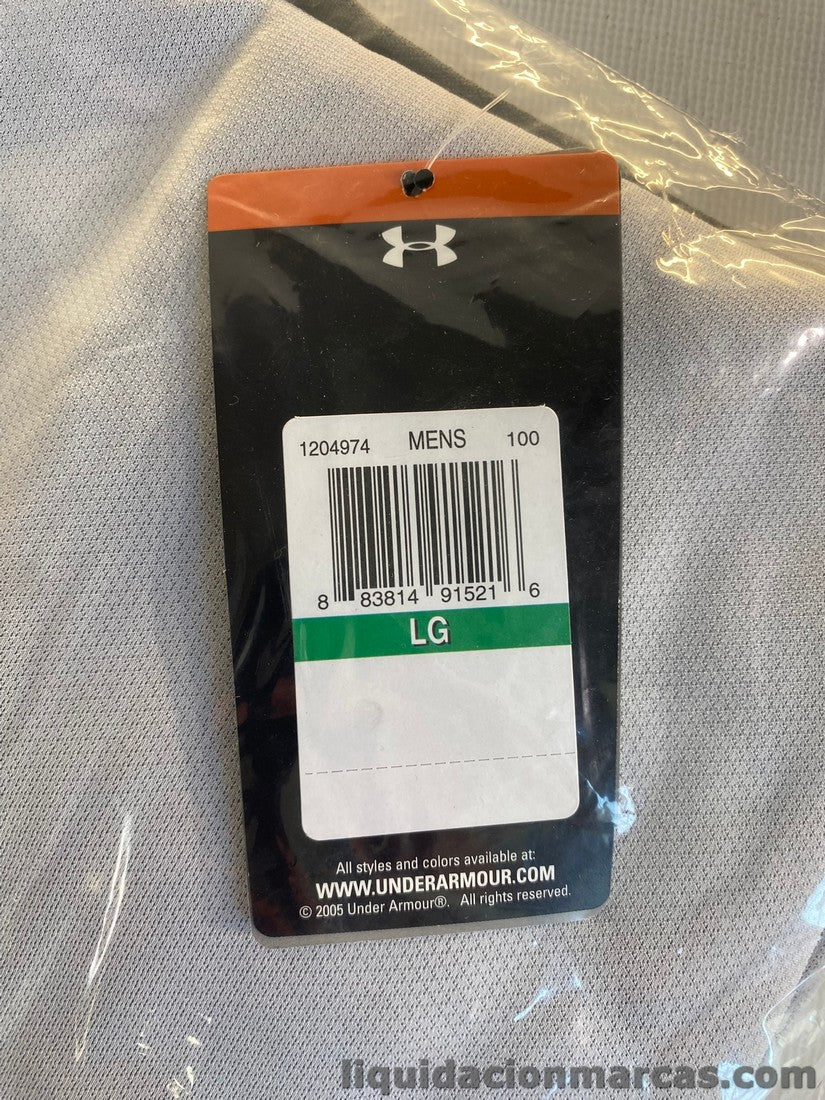 1204974 MENS 100
8 83814 91521 6
LG
All styles and colors available at:
WWW.UNDERARMOUR.COM
© 2005 Under Armour®. All rights reserved.
liquidacionmarcas.com